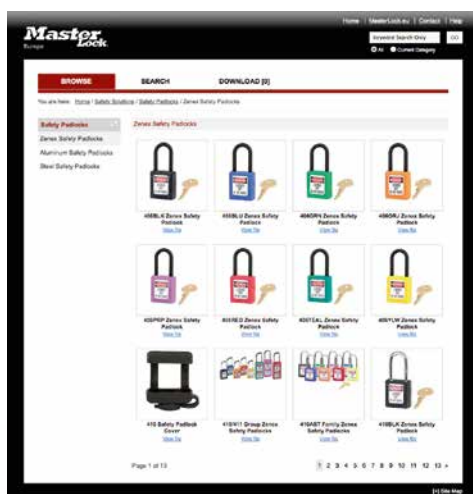 Home | MasterLock.eu | Contact | Help
Master Lock
Europe
Keyword Search Only
GO
All
Current Category
BROWSE
SEARCH
DOWNLOAD [0]
You are here: Home / Safety Solutions / Safety Padlocks / Zenex Safety Padlocks
Safety Padlocks
Zenex Safety Padlocks
Aluminum Safety Padlocks
Steel Safety Padlocks
Zenex Safety Padlocks
406BLK Zenex Safety
Padlock
View file
406BLU Zenex Safety
Padlock
View file
406GRN Zenex Safety
Padlock
View file
406ORJ Zenex Safety
Padlock
View file
406PRP Zenex Safety
Padlock
View file
406RED Zenex Safety
Padlock
View file
406TEAL Zenex Safety
Padlock
View file
406YLW Zenex Safety
Padlock
View file
410 Safety Padlock
Cover
View file
Group Zenex
Safety Padlocks
View file
410AST Family Zenex
Safety Padlocks
View file
410BLK Zenex Safety
Padlock
View file
Page 1 of 13
1 2 3 4 5 6 7 8 9 10 11 12 13 »
[+] Site Map